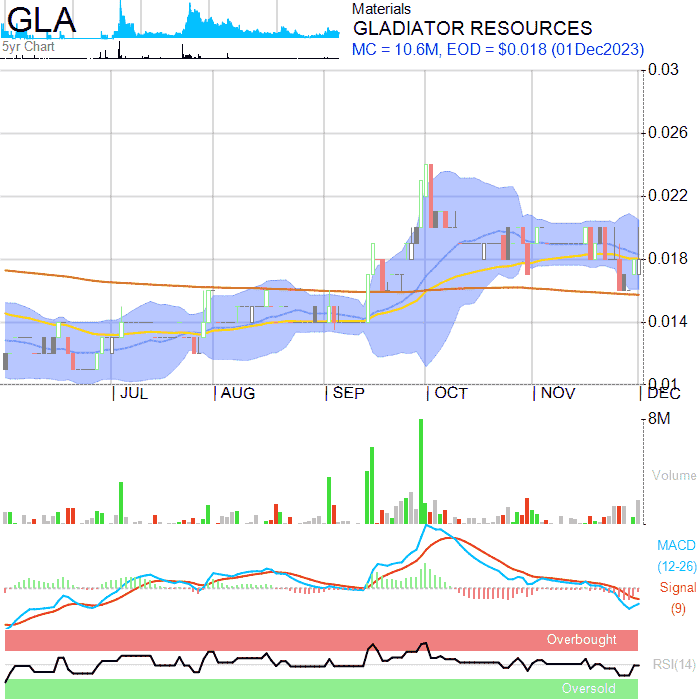 GLA
5yr Chart
Materials
GLADIATOR RESOURCES
MC = 10.6M, EOD = $0.018 (01Dec2023)
0.03
0.026
0.022
0.018
0.014
0.01
JUL AUG SEP OCT NOV DEC
8M
Volume
MACD
(12-26)
Signal
(9)
Overbought
RSI(14)
Oversold